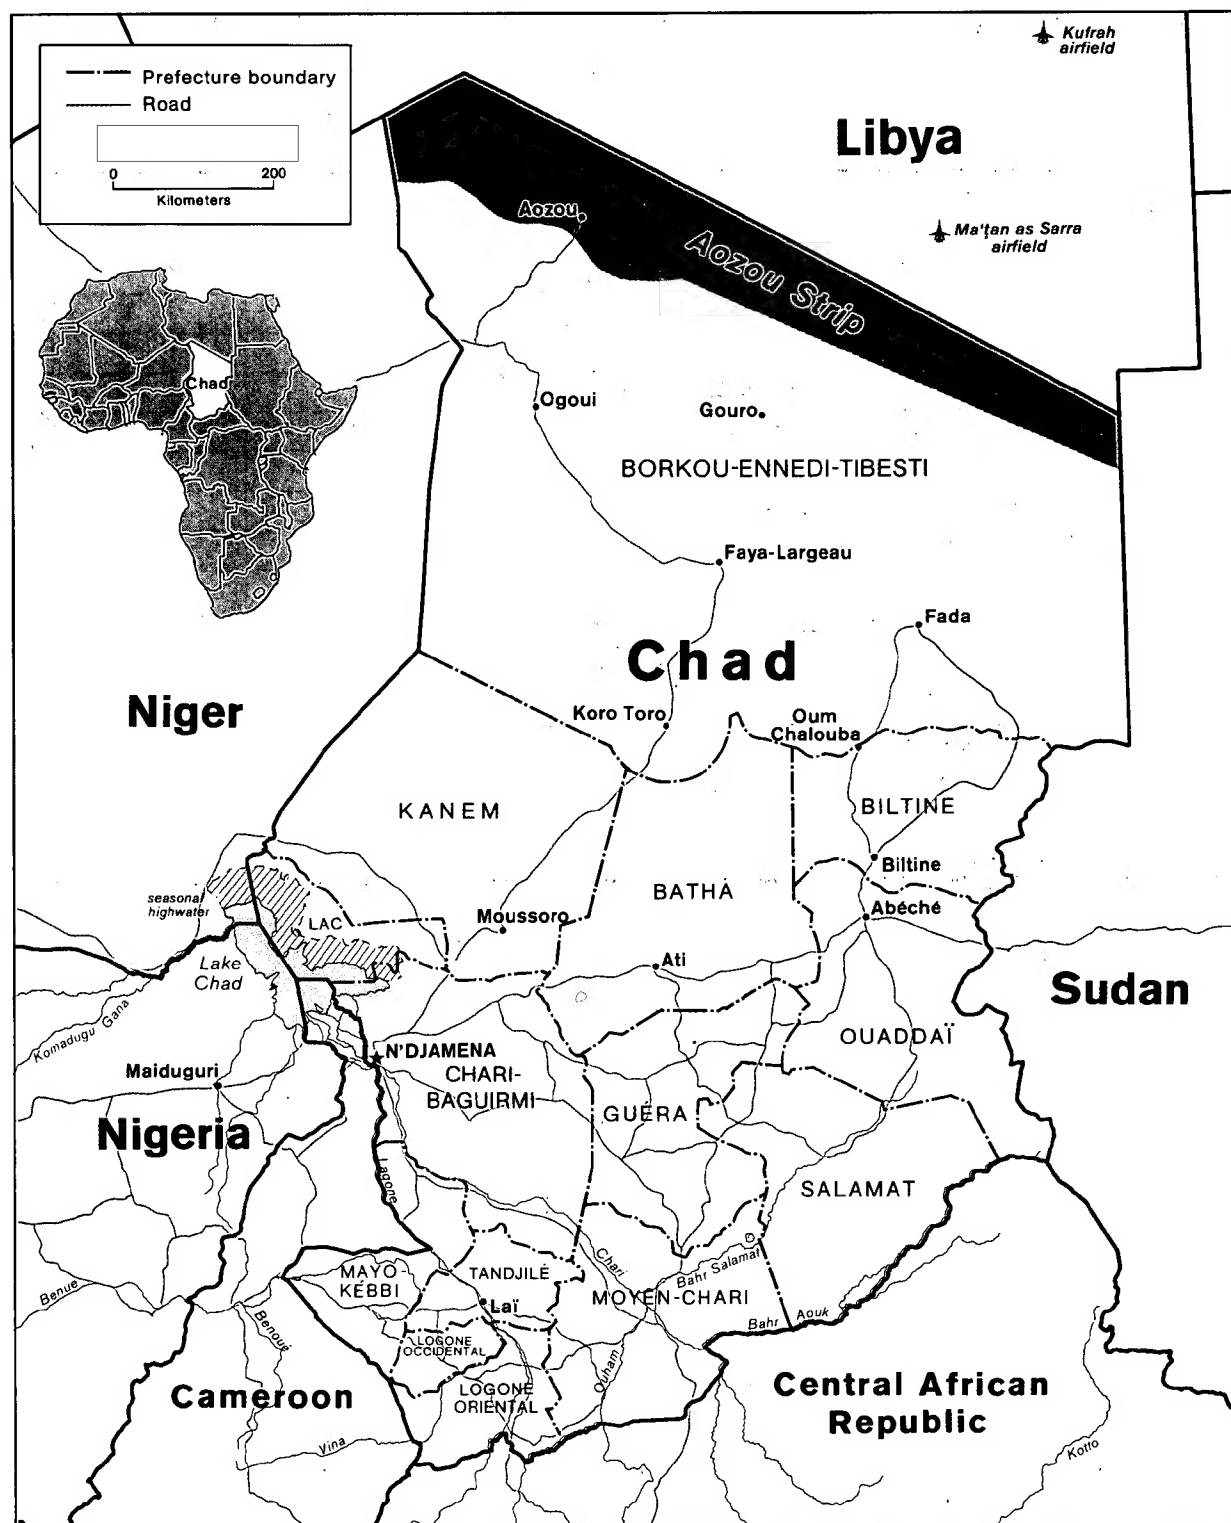 Prefecture boundary
Road
0 200
Kilometers
Kufrah
airfield
Libya
Ma'ṭan as Sarra
airfield
Aozou
Aozou Strip
Chad
Ogoui
Gouro
BORKOU-ENNEDI-TIBESTI
Faya-Largeau
Fada
Chad
Niger
Koro Toro
Oum
Chalouba
KANEM
BILTINE
Biltine
BATHA
seasonal
highwater
LAC
Moussoro
Abéché
Lake
Chad
Ati
Sudan
Komadugu Gana
OUADDAÏ
N'DJAMENA
Maiduguri
CHARI-
BAGUIRMI
GUÉRA
Nigeria
Lagone
SALAMAT
Chari
Bahr Salamat
MAYO-
KÉBBI
TANDJILÉ
Benue
Laï
MOYEN-CHARI
Bahr Aouk
Benoué
LOGONE
OCCIDENTAL
Ouham
Cameroon
LOGONE
ORIENTAL
Central African
Republic
Vina
Kotto